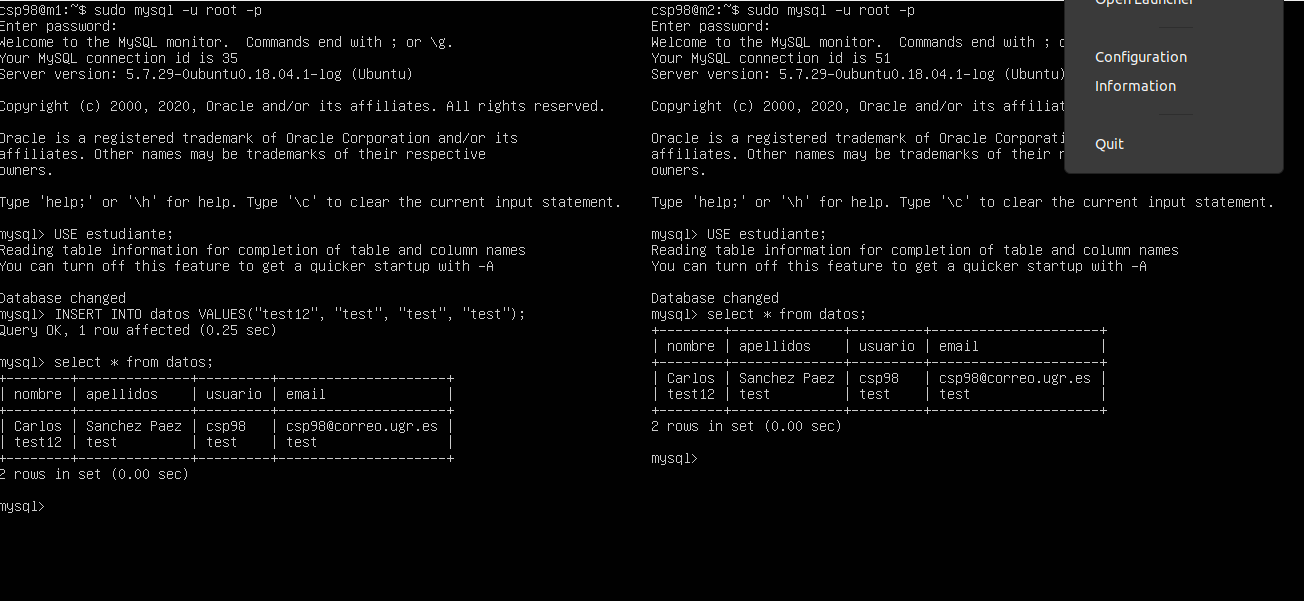 csp98@m1:~$ sudo mysql -u root -p
Enter password:
Welcome to the MySQL monitor.  Commands end with ; or \g.
Your MySQL connection id is 35
Server version: 5.7.29-0ubuntu0.18.04.1-log (Ubuntu)

Copyright (c) 2000, 2020, Oracle and/or its affiliates. All rights reserved.

Oracle is a registered trademark of Oracle Corporation and/or its
affiliates. Other names may be trademarks of their respective
owners.

Type 'help;' or '\h' for help. Type '\c' to clear the current input statement.

mysql> USE estudiante;
Reading table information for completion of table and column names
You can turn off this feature to get a quicker startup with -A

Database changed
mysql> INSERT INTO datos VALUES("test12", "test", "test", "test");
Query OK, 1 row affected (0.25 sec)

mysql> select * from datos;
+--------+--------------+---------+---------------------+
| nombre | apellidos    | usuario | email               |
+--------+--------------+---------+---------------------+
| Carlos | Sanchez Paez | csp98   | csp98@correo.ugr.es |
| test12 | test         | test    | test                |
+--------+--------------+---------+---------------------+
2 rows in set (0.00 sec)

mysql>

csp98@m2:~$ sudo mysql -u root -p
Enter password:
Welcome to the MySQL monitor.  Commands end with ;
Your MySQL connection id is 51
Server version: 5.7.29-0ubuntu0.18.04.1-log (Ubuntu)

Copyright (c) 2000, 2020, Oracle and/or its affiliat

Oracle is a registered trademark of Oracle Corporati
affiliates. Other names may be trademarks of their r
owners.

Type 'help;' or '\h' for help. Type '\c' to clear the current input statement.

mysql> USE estudiante;
Reading table information for completion of table and column names
You can turn off this feature to get a quicker startup with -A

Database changed
mysql> select * from datos;
+--------+--------------+---------+---------------------+
| nombre | apellidos    | usuario | email               |
+--------+--------------+---------+---------------------+
| Carlos | Sanchez Paez | csp98   | csp98@correo.ugr.es |
| test12 | test         | test    | test                |
+--------+--------------+---------+---------------------+
2 rows in set (0.00 sec)

mysql>

Open Launcher
Configuration
Information
Quit